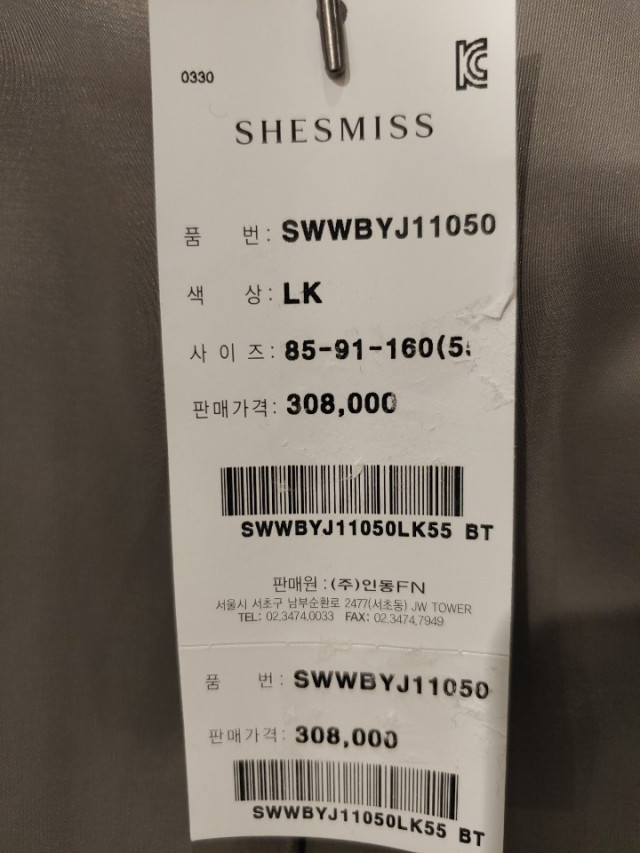 0330
SHESMISS
품 번: SWWBYJ11050
색 상: LK
사 이 즈: 85-91-160(5
판매가격: 308,000
SWWBYJ11050LK55 BT
판매원 : (주)인동FN
서울시 서초구 남부순환로 2477(서초동) JW TOWER
TEL: 02.3474.0033 FAX: 02.3474.7949
품 번: SWWBYJ11050
판매가격: 308,000
SWWBYJ11050LK55 BT